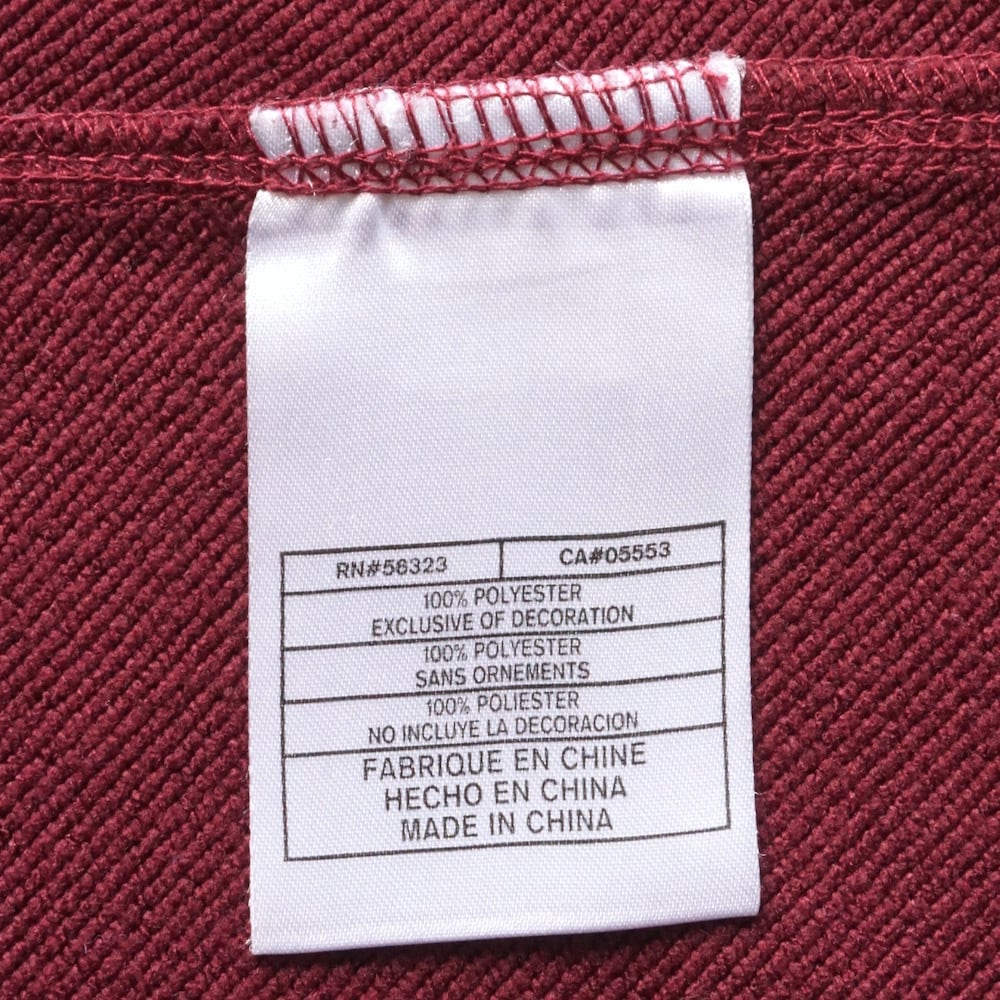 RN#56323 CA#05553
100% POLYESTER
EXCLUSIVE OF DECORATION
100% POLYESTER
SANS ORNEMENTS
100% POLIESTER
NO INCLUYE LA DECORACION
FABRIQUE EN CHINE
HECHO EN CHINA
MADE IN CHINA